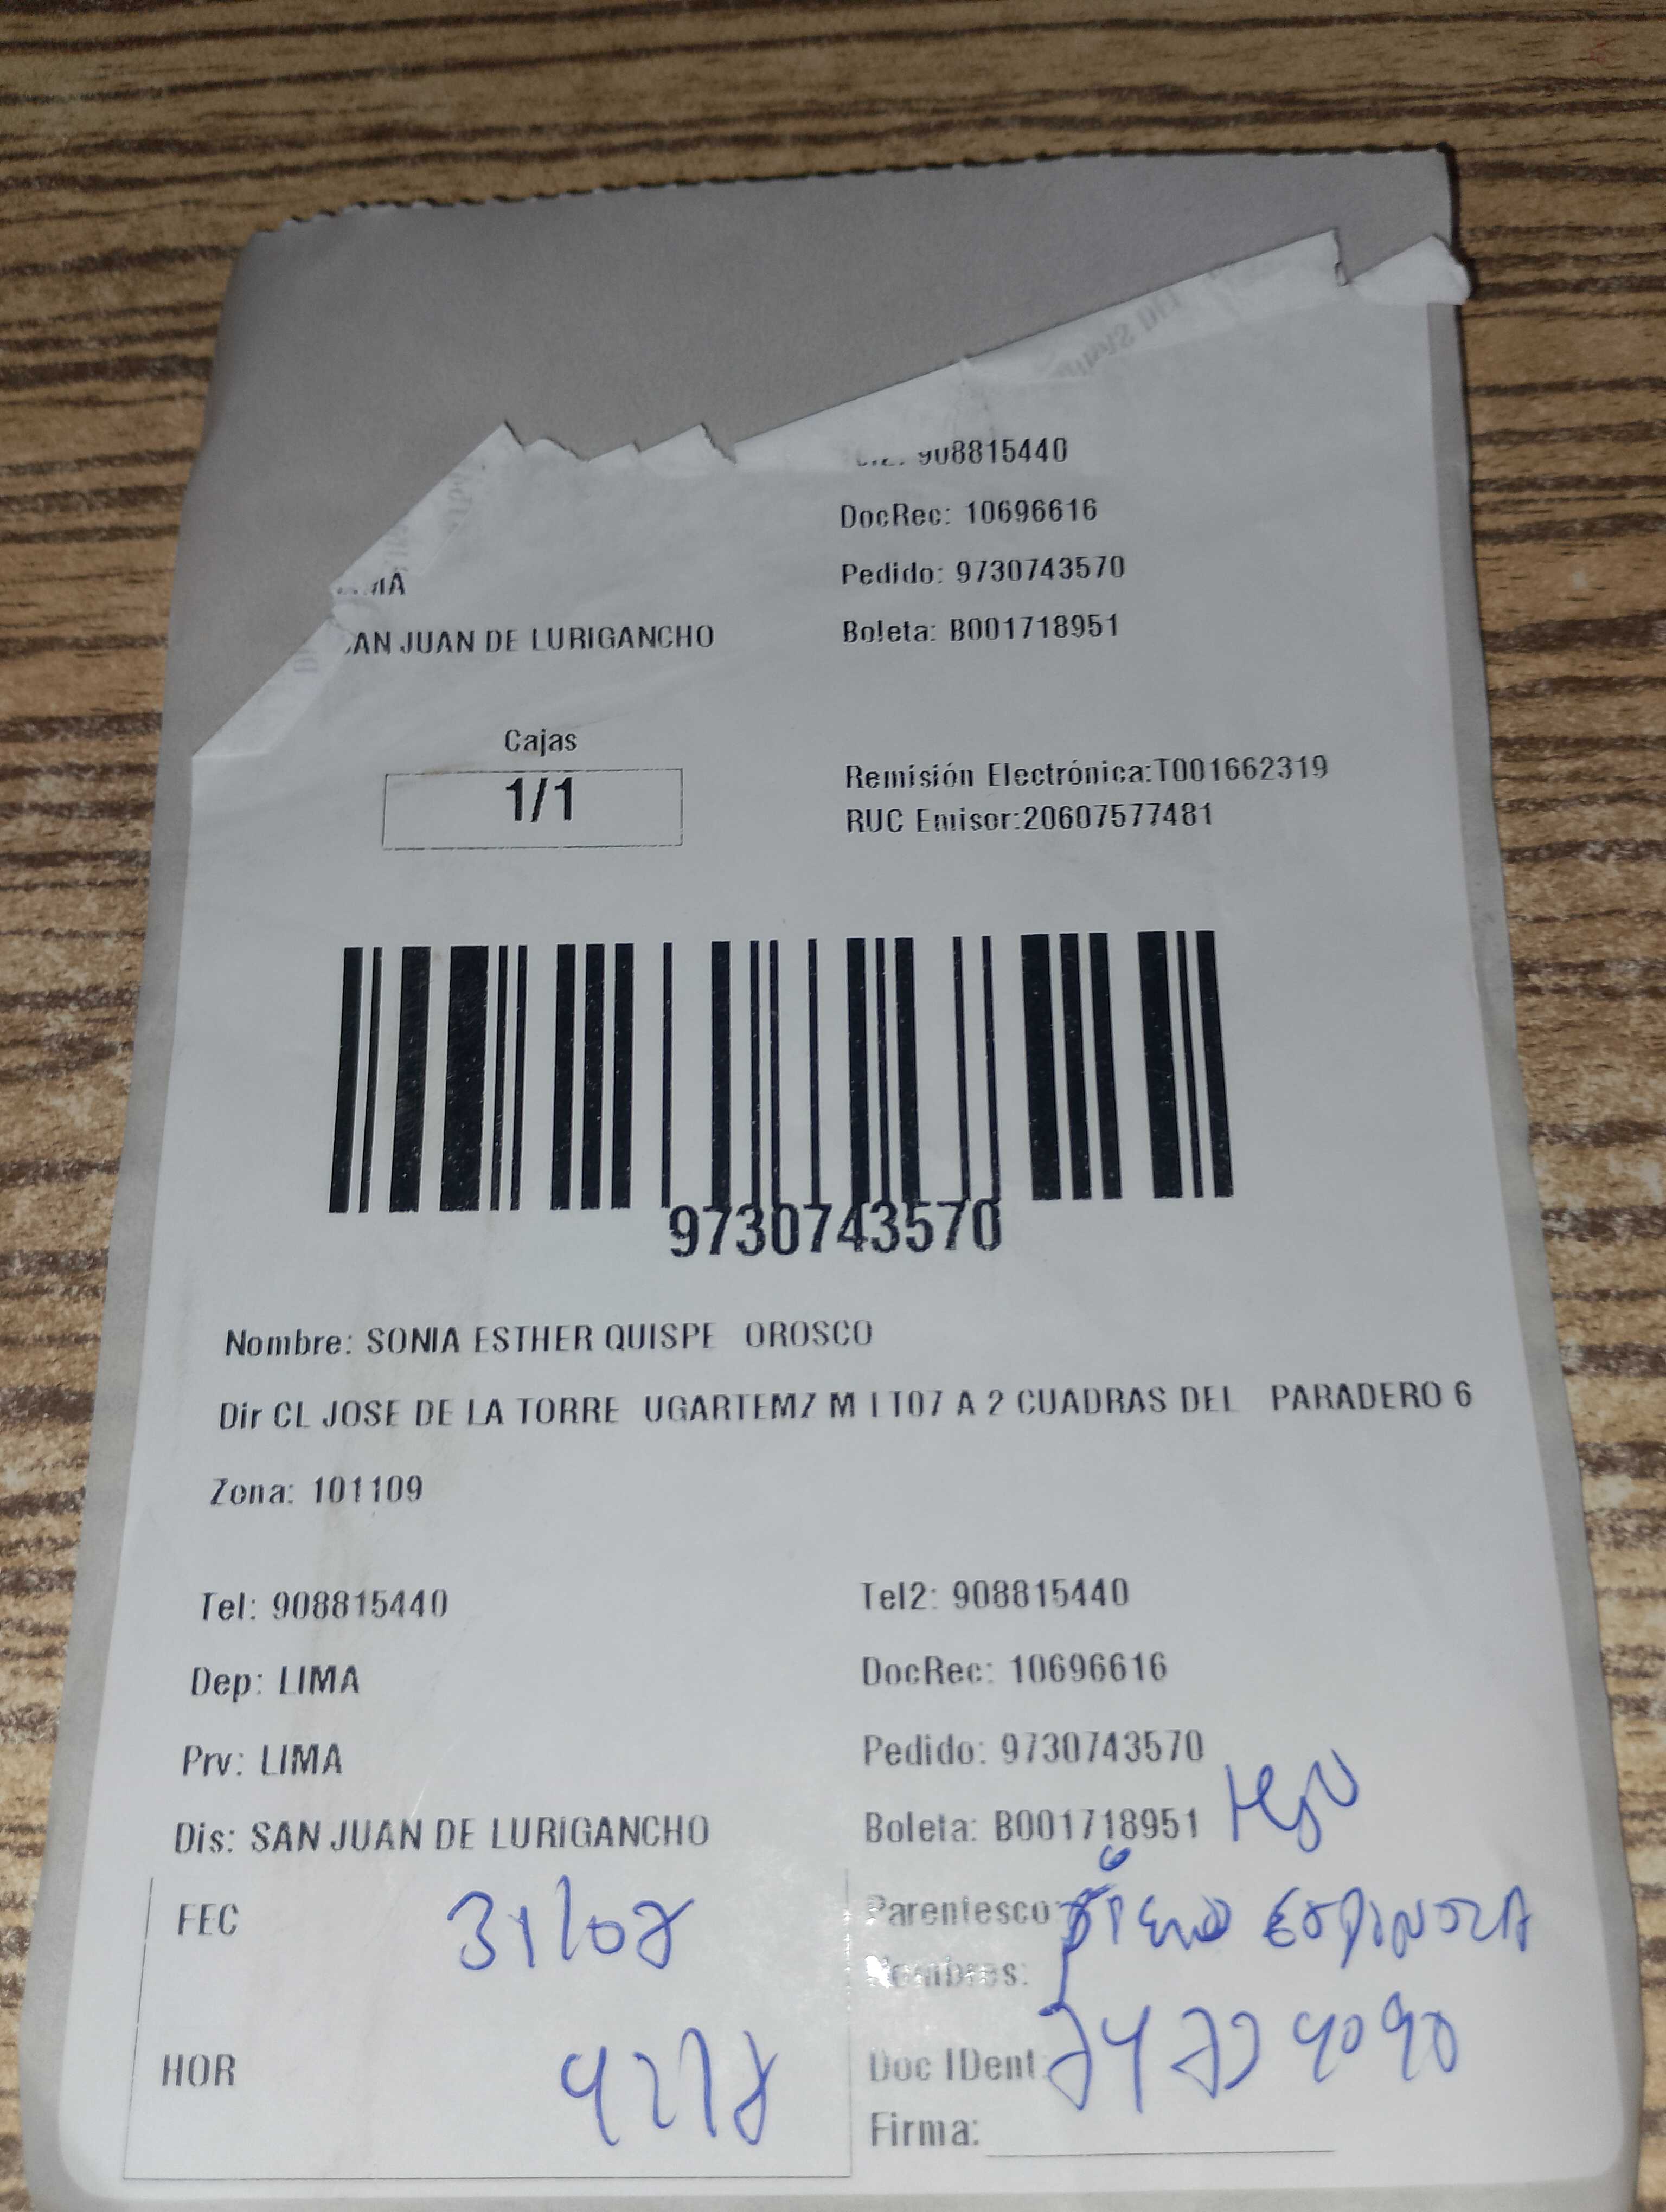 908815440
DocRec: 10696616
Pedido: 9730743570
SAN JUAN DE LURIGANCHO
Boleta: B001718951
Cajas
1/1
Remisión Electrónica:T001662319
RUC Emisor:20607577481
9730743570
Nombre: SONIA ESTHER QUISPE OROSCO
Dir CL JOSE DE LA TORRE UGARTEMZ M LT07 A 2 CUADRAS DEL PARADERO 6
Zona: 101109
Tel: 908815440
Tel2: 908815440
Dep: LIMA
DocRec: 10696616
Prv: LIMA
Pedido: 9730743570
Dis: SAN JUAN DE LURIGANCHO
Boleta: B001718951
FEC
Parentesco: ESPINOZA
Nombres:
HOR
Doc IDent
Firma: